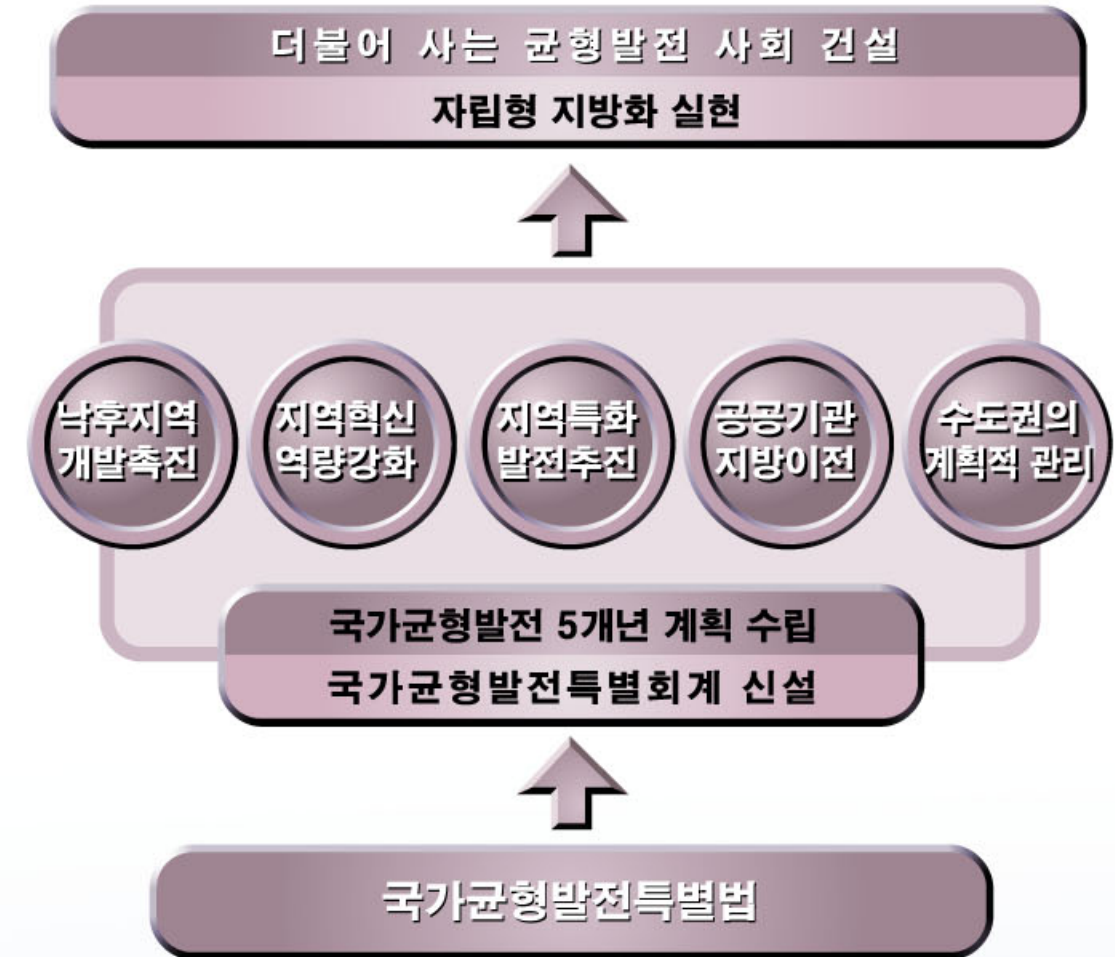 더불어 사는 균형발전 사회 건설
자립형 지방화 실현
낙후지역
개발촉진
지역혁신
역량강화
지역특화
발전추진
공공기관
지방이전
수도권의
계획적 관리
국가균형발전 5개년 계획 수립
국가균형발전특별회계 신설
국가균형발전특별법